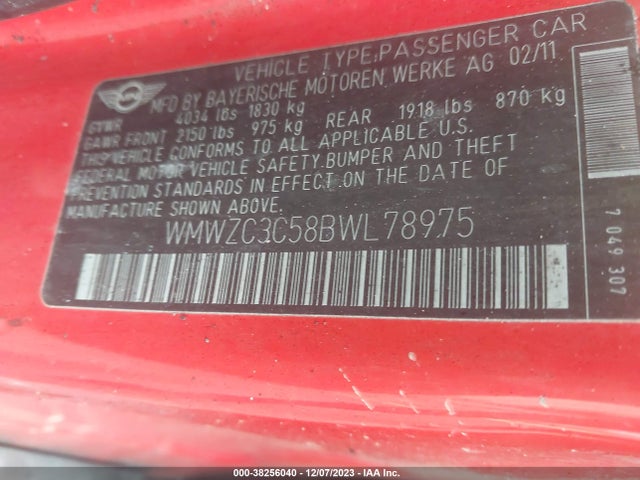 VEHICLE TYPE:PASSENGER CAR
MFD BY BAYERISCHE MOTOREN WERKE AG 02/11
GVWR 4034 lbs 1830 kg
GAWR FRONT 2150 lbs 975 kg REAR 1918 lbs 870 kg
THIS VEHICLE CONFORMS TO ALL APPLICABLE U.S.
FEDERAL MOTOR VEHICLE SAFETY.BUMPER AND THEFT
PREVENTION STANDARDS IN EFFECT ON THE DATE OF
MANUFACTURE.
WMWZC3C58BWL78975
7 049 307
000-38256040 - 12/07/2023 - IAA Inc.